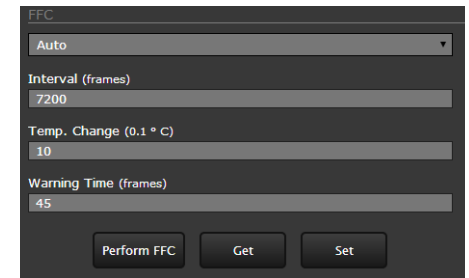 FFC
Auto
Interval (frames)
7200
Temp. Change (0.1 ° C)
10
Warning Time (frames)
45
Perform FFC Get Set